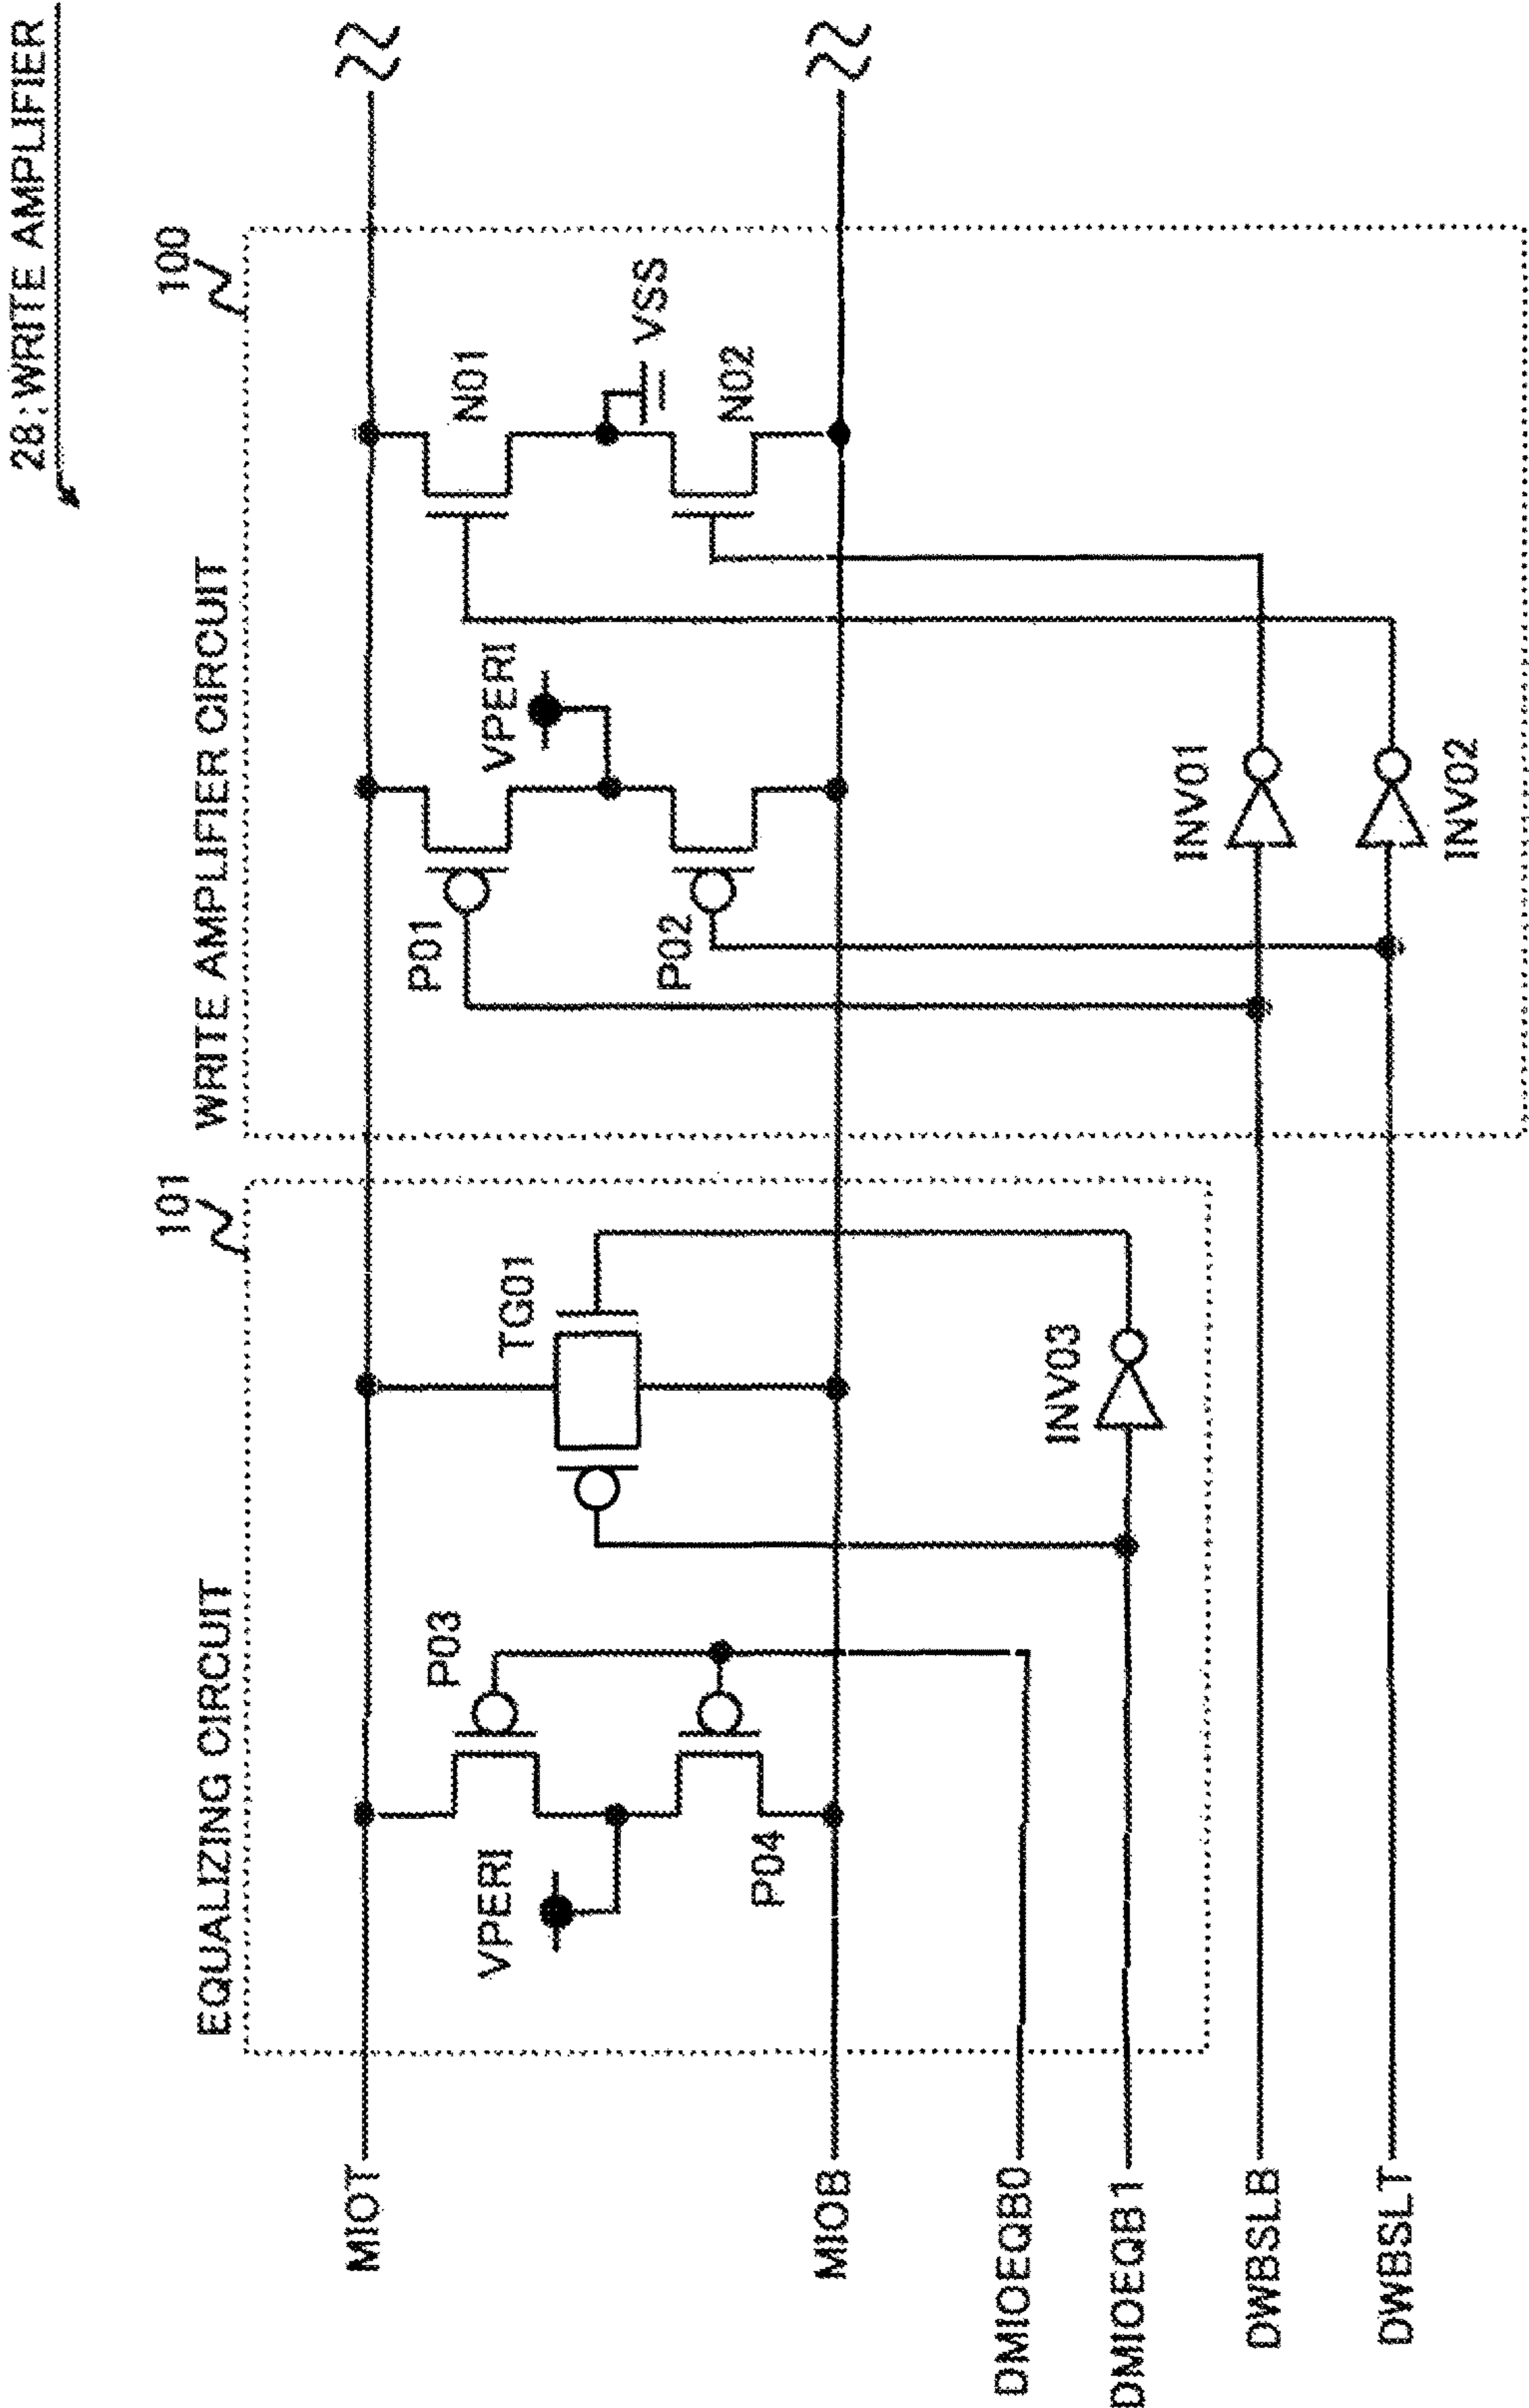 28:WRITE AMPLIFIER
EQUALIZING CIRCUIT
101
WRITE AMPLIFIER CIRCUIT
100
MIOT
P03
VPERI
P04
TG01
INV03
P01
VPERI
P02
N01
VSS
N02
INV01
INV02
MIOB
DMIOEQB0
DMIOEQB1
DWBSLB
DWBSLT